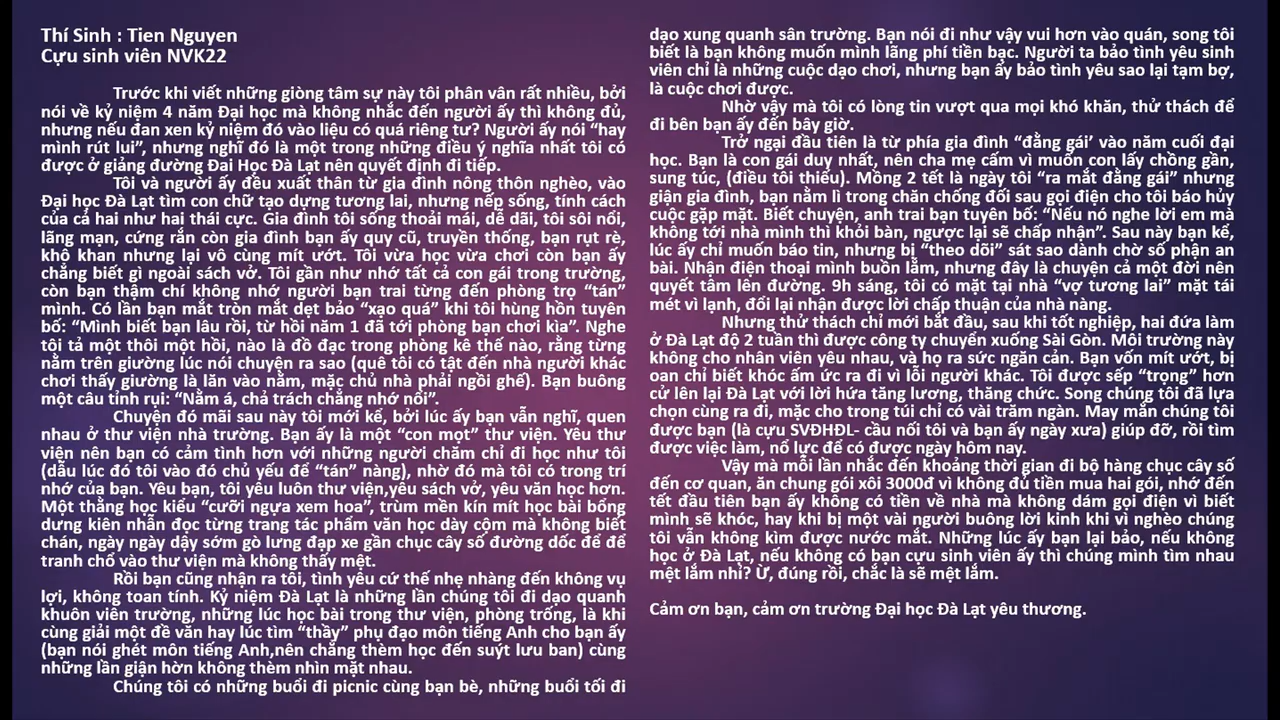 Thí Sinh : Tien Nguyen
Cựu sinh viên NVK22
Trước khi viết những giòng tâm sự này tôi phân vân rất nhiều, bởi
nói về kỷ niệm 4 năm Đại học mà không nhắc đến người ấy thì không đủ,
nhưng nếu đan xen kỷ niệm đó vào liệu có quá riêng tư? Người ấy nói “hay
mình rút lui”, nhưng nghĩ đó là một trong những điều ý nghĩa nhất tôi có
được ở giảng đường Đại Học Đà Lạt nên quyết định đi tiếp.
Tôi và người ấy đều xuất thân từ gia đình nông thôn nghèo, vào
Đại học Đà Lạt tìm con chữ tạo dựng tương lai, nhưng nếp sống, tính cách
của cả hai như hai thái cực. Gia đình tôi sống thoải mái, dễ dãi, tôi sôi nổi,
lãng mạn, cứng rắn còn gia đình bạn ấy quy cũ, truyền thống, bạn rụt rè,
khô khan nhưng lại vô cùng mít ướt. Tôi vừa học vừa chơi còn bạn ấy
chẳng biết gì ngoài sách vở. Tôi gần như nhớ tất cả con gái trong trường,
còn bạn thậm chí không nhớ người bạn trai từng đến phòng trọ “tán”
mình. Có lần bạn mắt tròn mắt dẹt bảo “xạo quá” khi tôi hùng hồn tuyên
bố: “Mình biết bạn lâu rồi, từ hồi năm 1 đã tới phòng bạn chơi kìa”. Nghe
tôi tả một thôi một hồi, nào là đồ đạc trong phòng kê thế nào, rằng từng
nằm trên giường lúc nói chuyện ra sao (quê tôi có tật đến nhà người khác
chơi thấy giường là lăn vào nằm, mặc chủ nhà phải ngồi ghế). Bạn buông
một câu tỉnh rụi: “Nằm á, chả trách chẳng nhớ nổi”.
Chuyện đó mãi sau này tôi mới kể, bởi lúc ấy bạn vẫn nghĩ, quen
nhau ở thư viện nhà trường. Bạn ấy là một “con mọt” thư viện. Yêu thư
viện nên bạn có cảm tình hơn với những người chăm chỉ đi học như tôi
(dẫu lúc đó tôi vào đó chủ yếu để “tán” nàng), nhờ đó mà tôi có trong trí
nhớ của bạn. Yêu bạn, tôi yêu luôn thư viện,yêu sách vở, yêu văn học hơn.
Một thằng học kiểu “cưỡi ngựa xem hoa”, trùm mền kín mít học bài bổng
dưng kiên nhẫn đọc từng trang tác phẩm văn học dày cộm mà không biết
chán, ngày ngày dậy sớm gò lưng đạp xe gần chục cây số đường dốc để để
tranh chổ vào thư viện mà không thấy mệt.
Rồi bạn cũng nhận ra tôi, tình yêu cứ thế nhẹ nhàng đến không vụ
lợi, không toan tính. Kỷ niệm Đà Lạt là những lần chúng tôi đi dạo quanh
khuôn viên trường, những lúc học bài trong thư viện, phòng trống, là khi
cùng giải một đề văn hay lúc tìm “thầy” phụ đạo môn tiếng Anh cho bạn ấy
(bạn nói ghét môn tiếng Anh,nên chẳng thèm học đến suýt lưu ban) cùng
những lần giận hờn không thèm nhìn mặt nhau.
Chúng tôi có những buổi đi picnic cùng bạn bè, những buổi tối đi
dạo xung quanh sân trường. Bạn nói đi như vậy vui hơn vào quán, song tôi
biết là bạn không muốn mình lãng phí tiền bạc. Người ta bảo tình yêu sinh
viên chỉ là những cuộc dạo chơi, nhưng bạn ấy bảo tình yêu sao lại tạm bợ,
là cuộc chơi được.
Nhờ vậy mà tôi có lòng tin vượt qua mọi khó khăn, thử thách để
đi bên bạn ấy đến bây giờ.
Trở ngại đầu tiên là từ phía gia đình “đằng gái’ vào năm cuối đại
học. Bạn là con gái duy nhất, nên cha mẹ cấm vì muốn con lấy chồng gần,
sung túc, (điều tôi thiếu). Mồng 2 tết là ngày tôi “ra mắt đằng gái” nhưng
giận gia đình, bạn nằm lì trong chăn chống đối sau gọi điện cho tôi báo hủy
cuộc gặp mặt. Biết chuyện, anh trai bạn tuyên bố: “Nếu nó nghe lời em mà
không tới nhà mình thì khỏi bàn, ngược lại sẽ chấp nhận”. Sau này bạn kể,
lúc ấy chỉ muốn báo tin, nhưng bị “theo dõi” sát sao dành chờ số phận an
bài. Nhận điện thoại mình buồn lắm, nhưng đây là chuyện cả một đời nên
quyết tâm lên đường. 9h sáng, tôi có mặt tại nhà “vợ tương lai” mặt tái
mét vì lạnh, đổi lại nhận được lời chấp thuận của nhà nàng.
Nhưng thử thách chỉ mới bắt đầu, sau khi tốt nghiệp, hai đứa làm
ở Đà Lạt độ 2 tuần thì được công ty chuyển xuống Sài Gòn. Môi trường này
không cho nhân viên yêu nhau, và họ ra sức ngăn cản. Bạn vốn mít ướt, bị
oan chỉ biết khóc ấm ức ra đi vì lỗi người khác. Tôi được sếp “trọng” hơn
cử lên lại Đà Lạt với lời hứa tăng lương, thăng chức. Song chúng tôi đã lựa
chọn cùng ra đi, mặc cho trong túi chỉ có vài trăm ngàn. May mắn chúng tôi
được bạn (là cựu SVĐHĐL- cầu nối tôi và bạn ấy ngày xưa) giúp đỡ, rồi tìm
được việc làm, nổ lực để có được ngày hôm nay.
Vậy mà mỗi lần nhắc đến khoảng thời gian đi bộ hàng chục cây số
đến cơ quan, ăn chung gói xôi 3000đ vì không đủ tiền mua hai gói, nhớ đến
tết đầu tiên bạn ấy không có tiền về nhà mà không dám gọi điện vì biết
mình sẽ khóc, hay khi bị một vài người buông lời kinh khi vì nghèo chúng
tôi vẫn không kìm được nước mắt. Những lúc ấy bạn lại bảo, nếu không
học ở Đà Lạt, nếu không có bạn cựu sinh viên ấy thì chúng mình tìm nhau
mệt lắm nhỉ? Ừ, đúng rồi, chắc là sẽ mệt lắm.
Cảm ơn bạn, cảm ơn trường Đại học Đà Lạt yêu thương.